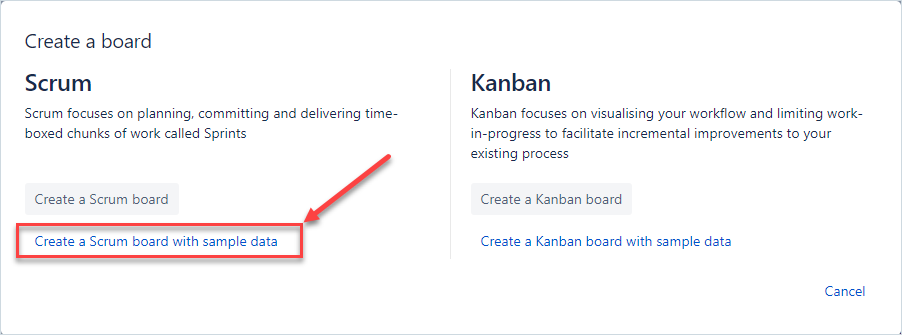 Create a board
Scrum
Scrum focuses on planning, committing and delivering time-
boxed chunks of work called Sprints
Create a Scrum board
Create a Scrum board with sample data
Kanban
Kanban focuses on visualising your workflow and limiting work-
in-progress to facilitate incremental improvements to your
existing process
Create a Kanban board
Create a Kanban board with sample data
Cancel